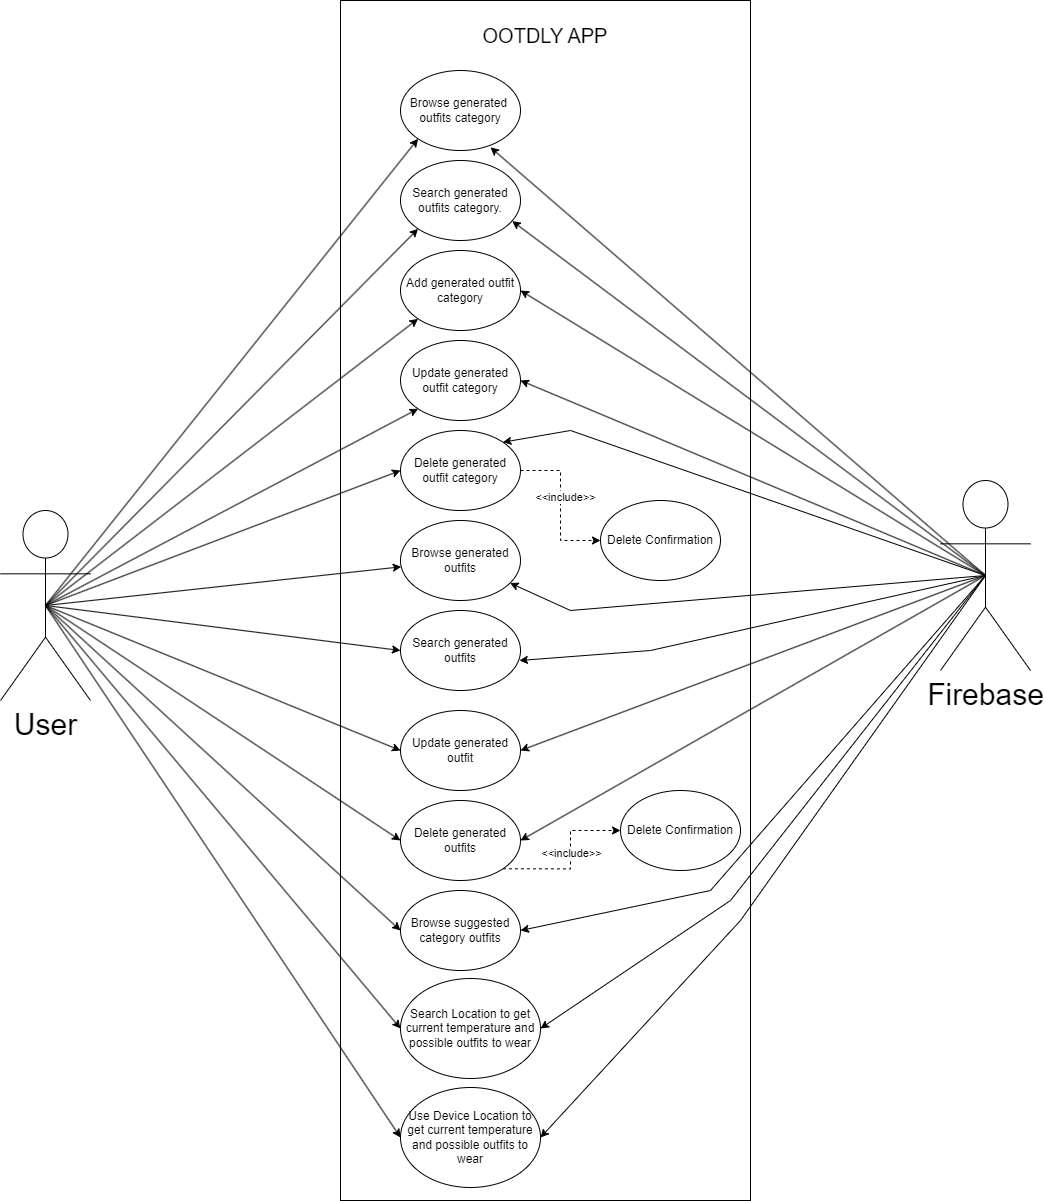 OOTDLY APP
Browse generated
outfits category
Search generated
outfits category.
Add generated outfit
category
Update generated
outfit category
Delete generated
outfit category
<<include>>
Delete Confirmation
Browse generated
outfits
Search generated
outfits
User
Firebase
Update generated
outfit
Delete generated
outfits
<<include>>
Delete Confirmation
Browse suggested
category outfits
Search Location to get
current temperature and
possible outfits to wear
Use Device Location to
get current temperature
and possible outfits to
wear